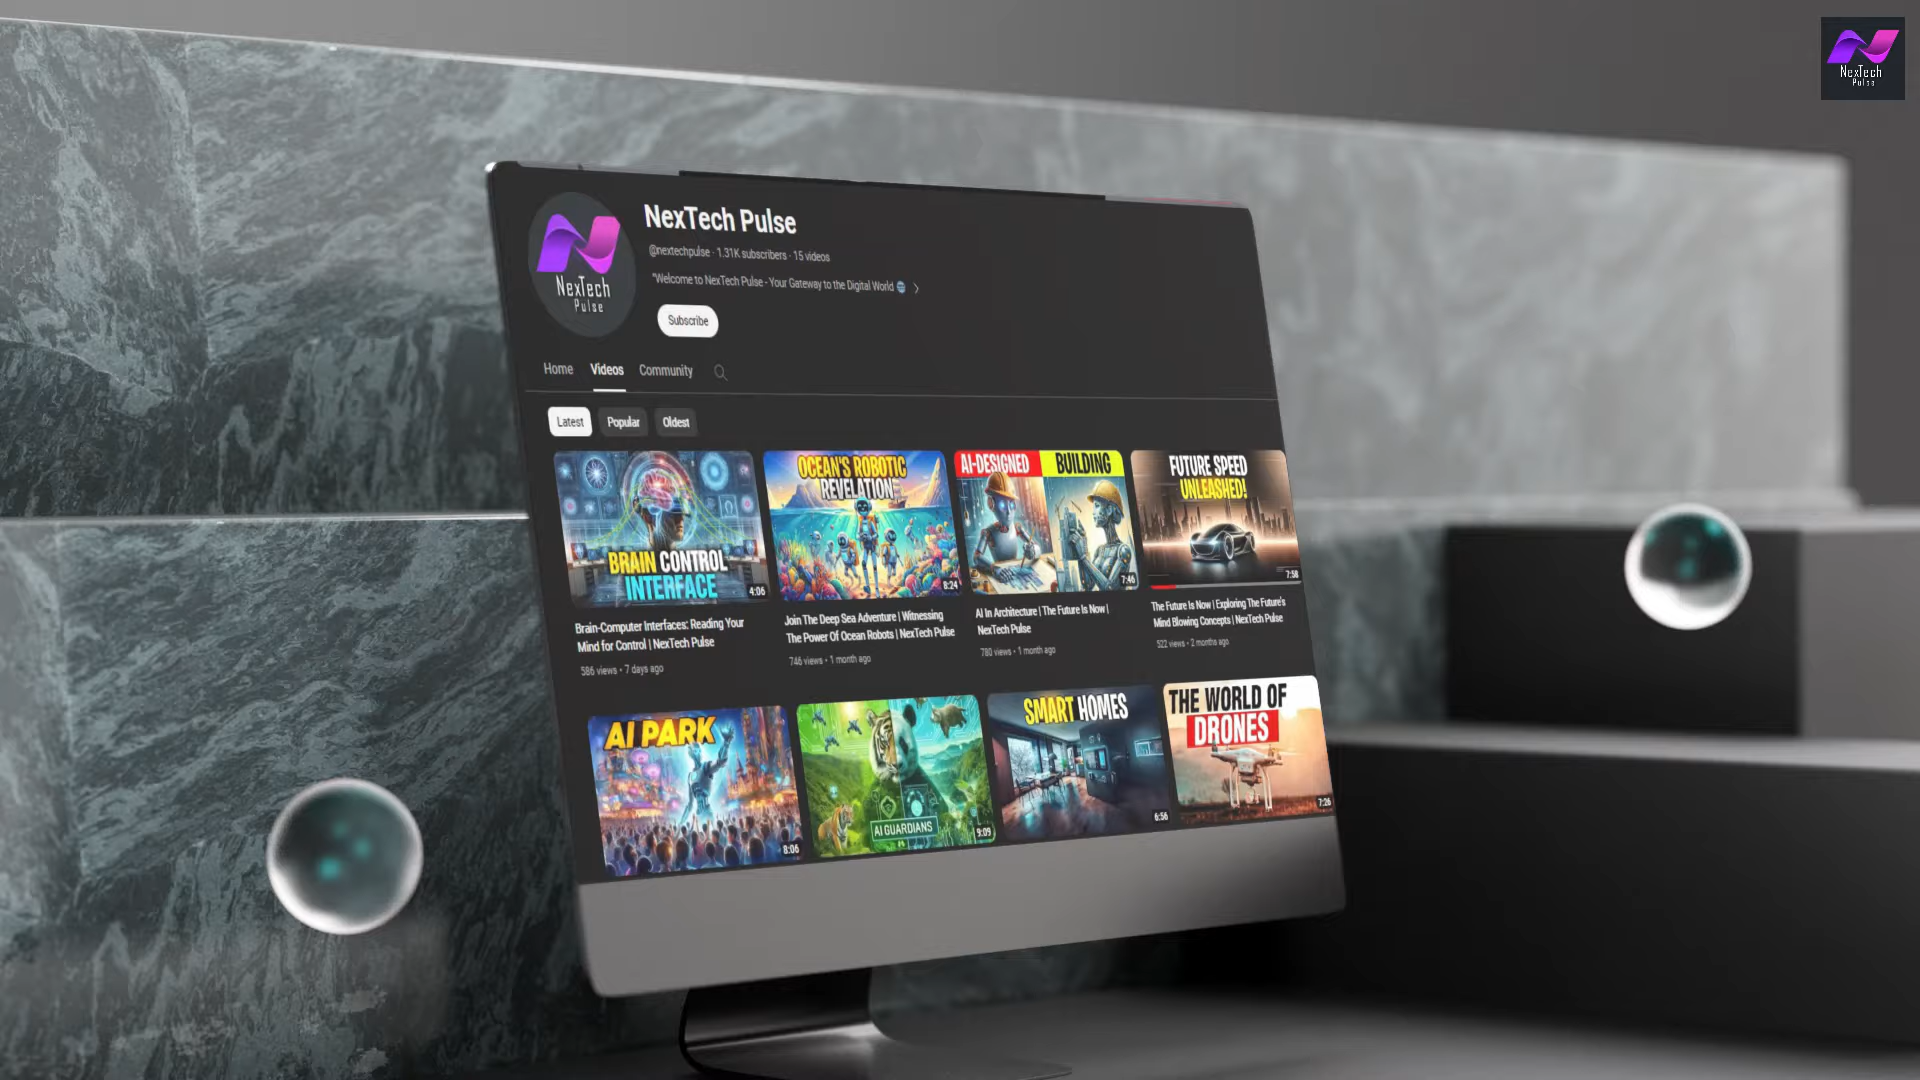 NexTech
Pulse
NexTech Pulse
@nextechpulse · 1.31K subscribers · 15 videos
"Welcome to NexTech Pulse - Your Gateway to the Digital World
Subscribe
NexTech
Pulse
Home Videos Community
Latest Popular Oldest
BRAIN CONTROL
INTERFACE
4:06
OCEAN'S ROBOTIC
REVELATION
8:24
AI-DESIGNED BUILDING
7:46
FUTURE SPEED
UNLEASHED!
7:58
Brain-Computer Interfaces: Reading Your
Mind for Control | NexTech Pulse
586 views • 7 days ago
Join The Deep Sea Adventure | Witnessing
The Power Of Ocean Robots | NexTech Pulse
746 views • 1 month ago
AI In Architecture | The Future Is Now |
NexTech Pulse
780 views • 1 month ago
The Future Is Now | Exploring The Future's
Mind Blowing Concepts | NexTech Pulse
522 views • 2 months ago
AI PARK
8:06
AI GUARDIANS
9:09
SMART HOMES
6:56
THE WORLD OF
DRONES
7:26